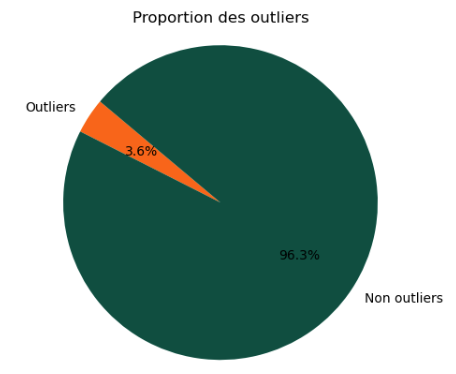 Proportion des outliers
Outliers
3.6%
96.3%
Non outliers